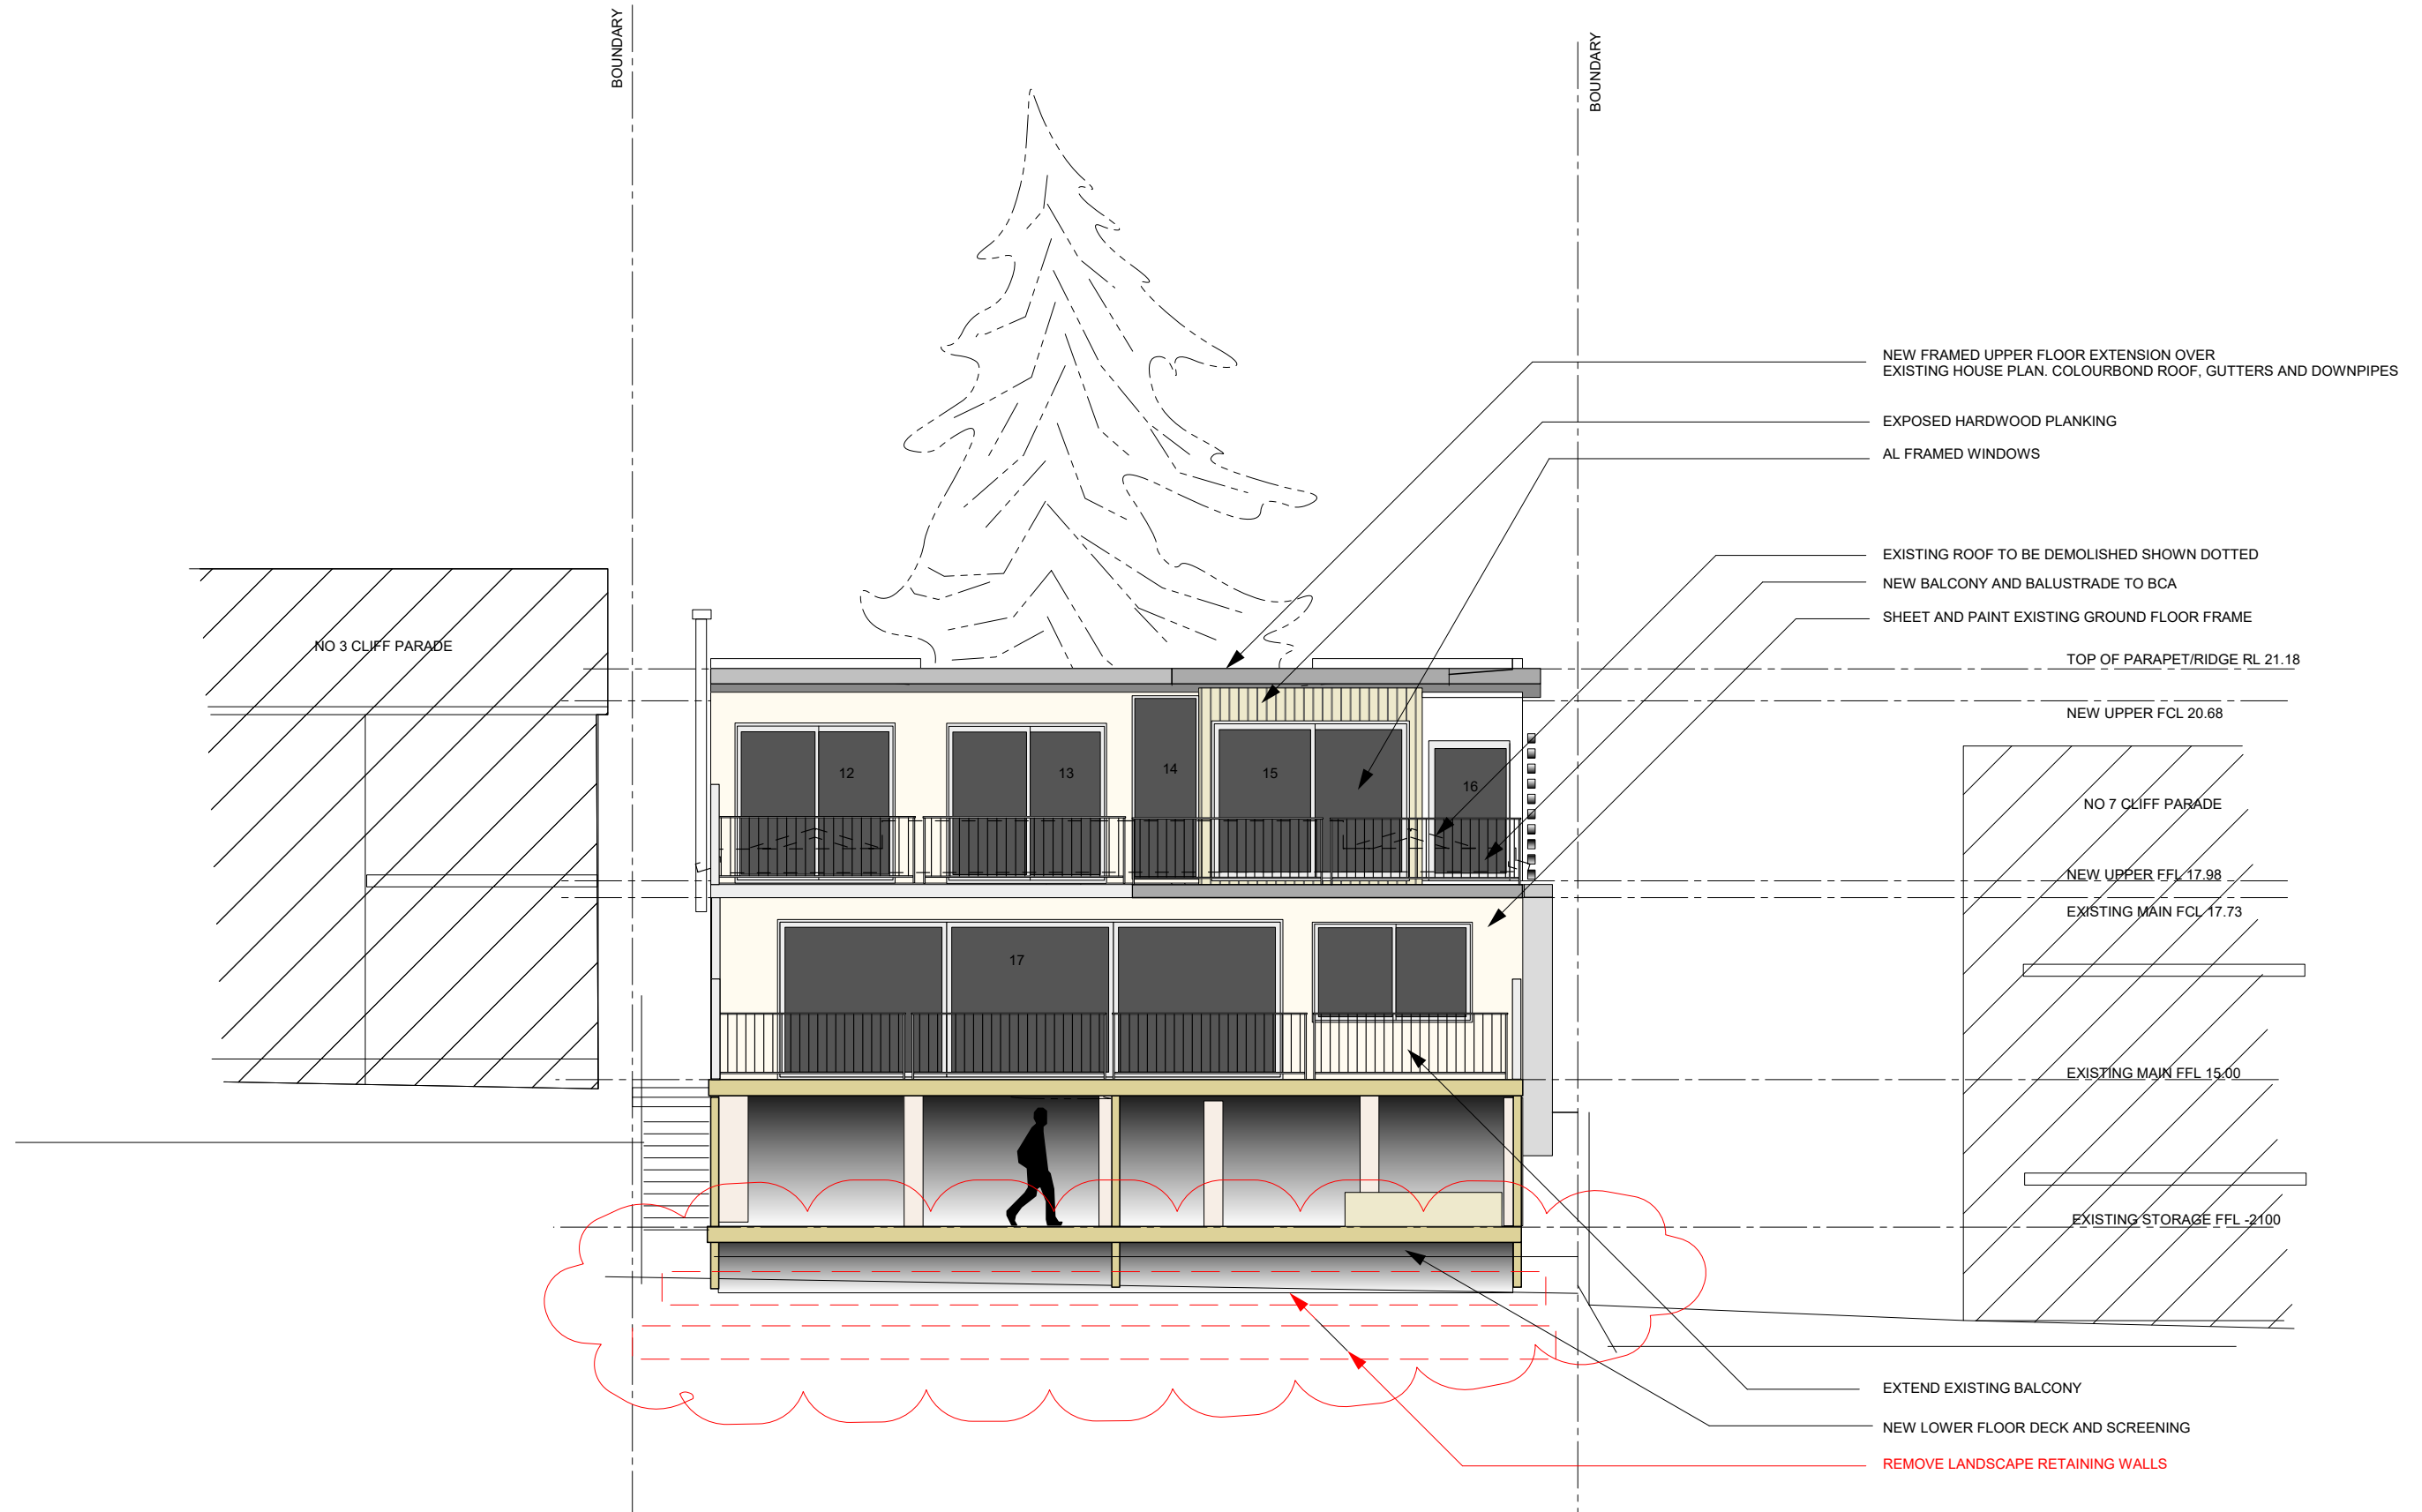 BOUNDARY
BOUNDARY
NEW FRAMED UPPER FLOOR EXTENSION OVER
EXISTING HOUSE PLAN. COLOURBOND ROOF, GUTTERS AND DOWNPIPES
EXPOSED HARDWOOD PLANKING
AL FRAMED WINDOWS
EXISTING ROOF TO BE DEMOLISHED SHOWN DOTTED
NEW BALCONY AND BALUSTRADE TO BCA
SHEET AND PAINT EXISTING GROUND FLOOR FRAME
NO 3 CLIFF PARADE
TOP OF PARAPET/RIDGE RL 21.18
NEW UPPER FCL 20.68
12
13
14
15
16
NO 7 CLIFF PARADE
NEW UPPER FFL 17.98
EXISTING MAIN FCL 17.73
17
EXISTING MAIN FFL 15.00
EXISTING STORAGE FFL -2100
EXTEND EXISTING BALCONY
NEW LOWER FLOOR DECK AND SCREENING
REMOVE LANDSCAPE RETAINING WALLS